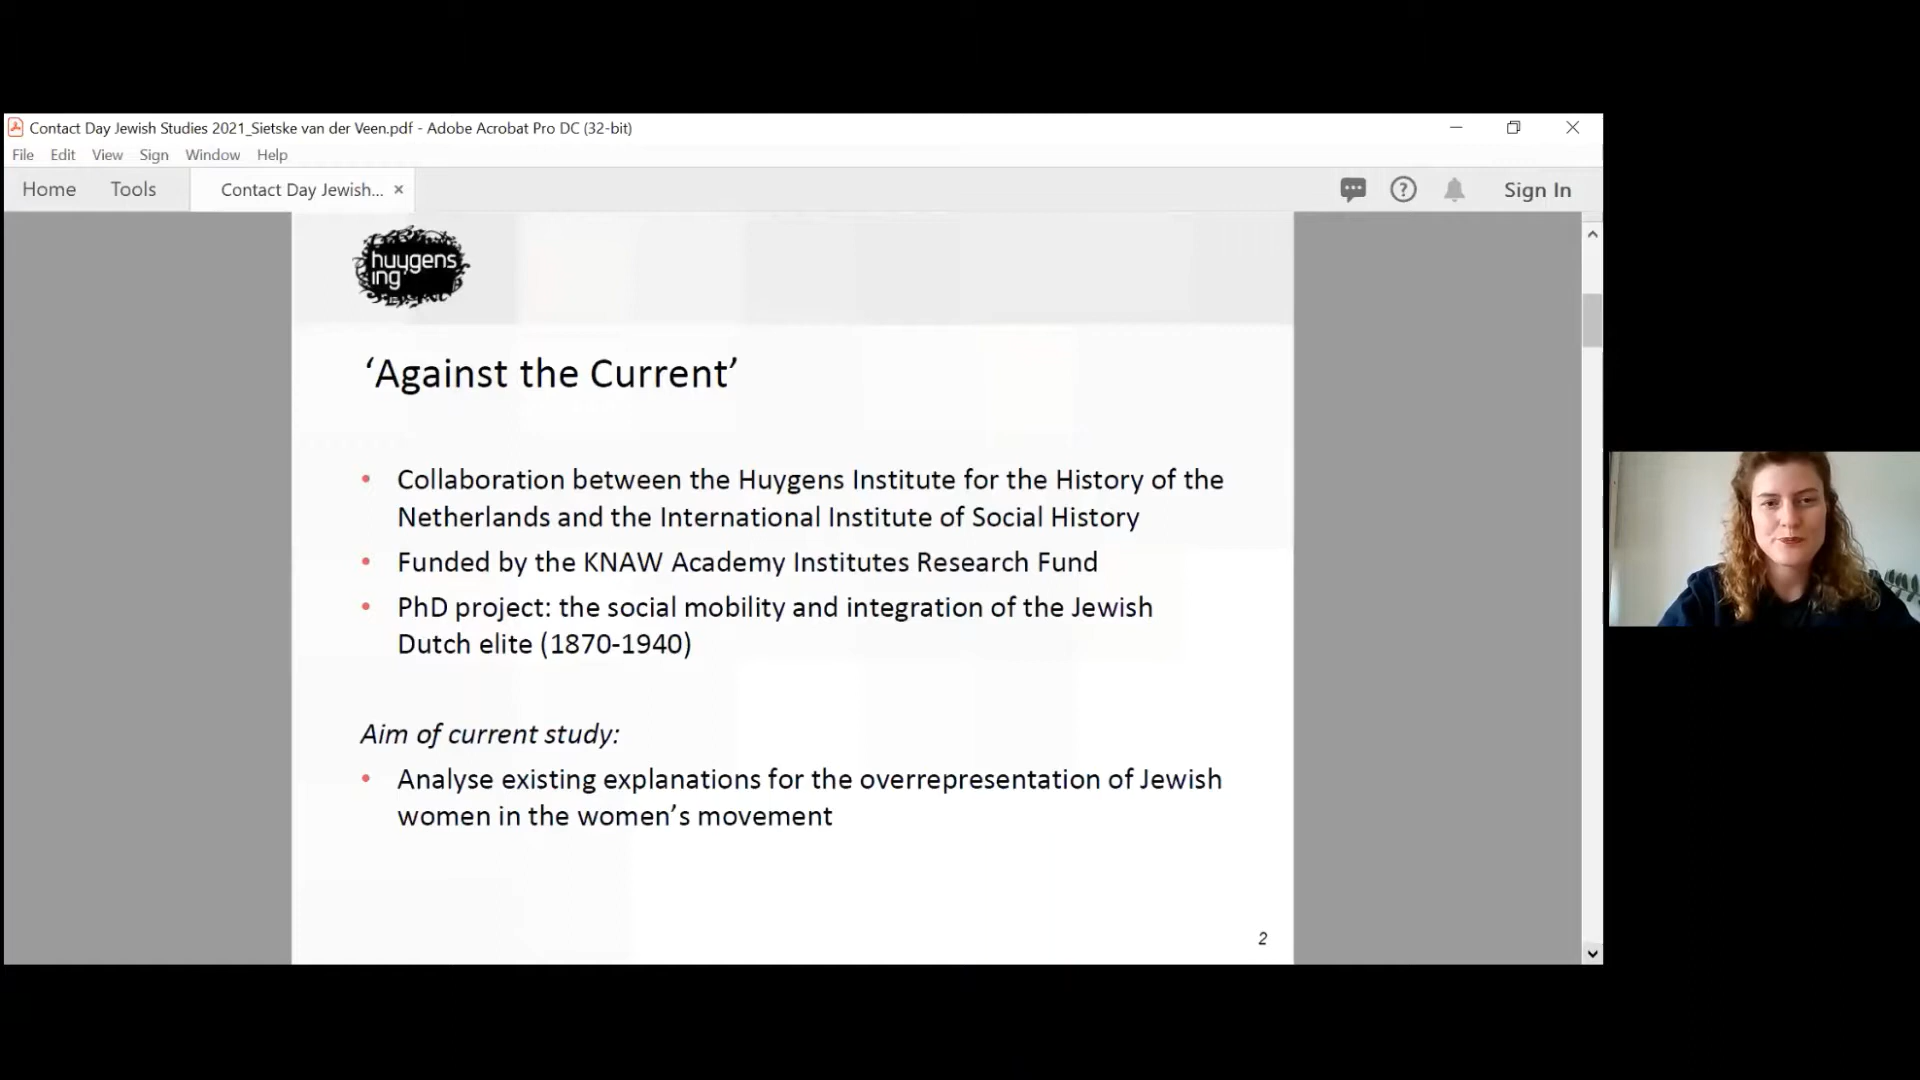 Contact Day Jewish Studies 2021_Sietske van der Veen.pdf - Adobe Acrobat Pro DC (32-bit)
File Edit View Sign Window Help
Home Tools Contact Day Jewish... × Sign In
huygens
ing
‘Against the Current’
• Collaboration between the Huygens Institute for the History of the
Netherlands and the International Institute of Social History
• Funded by the KNAW Academy Institutes Research Fund
• PhD project: the social mobility and integration of the Jewish
Dutch elite (1870-1940)
Aim of current study:
• Analyse existing explanations for the overrepresentation of Jewish
women in the women’s movement
2